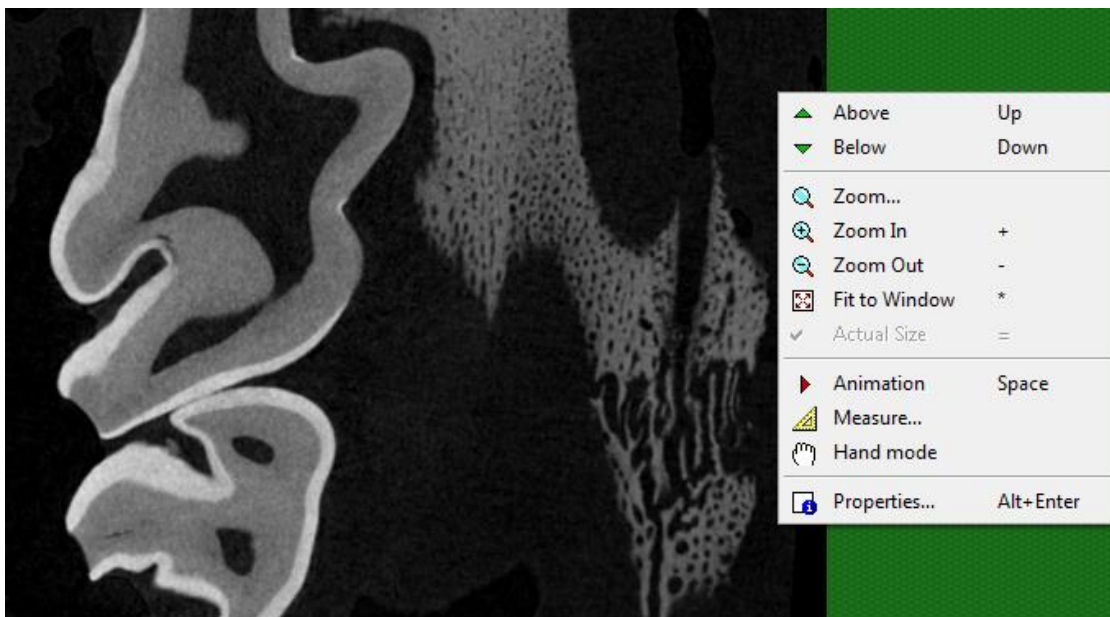 Above Up
Below Down
Zoom...
Zoom In +
Zoom Out -
Fit to Window *
Actual Size =
Animation Space
Measure...
Hand mode
Properties... Alt+Enter